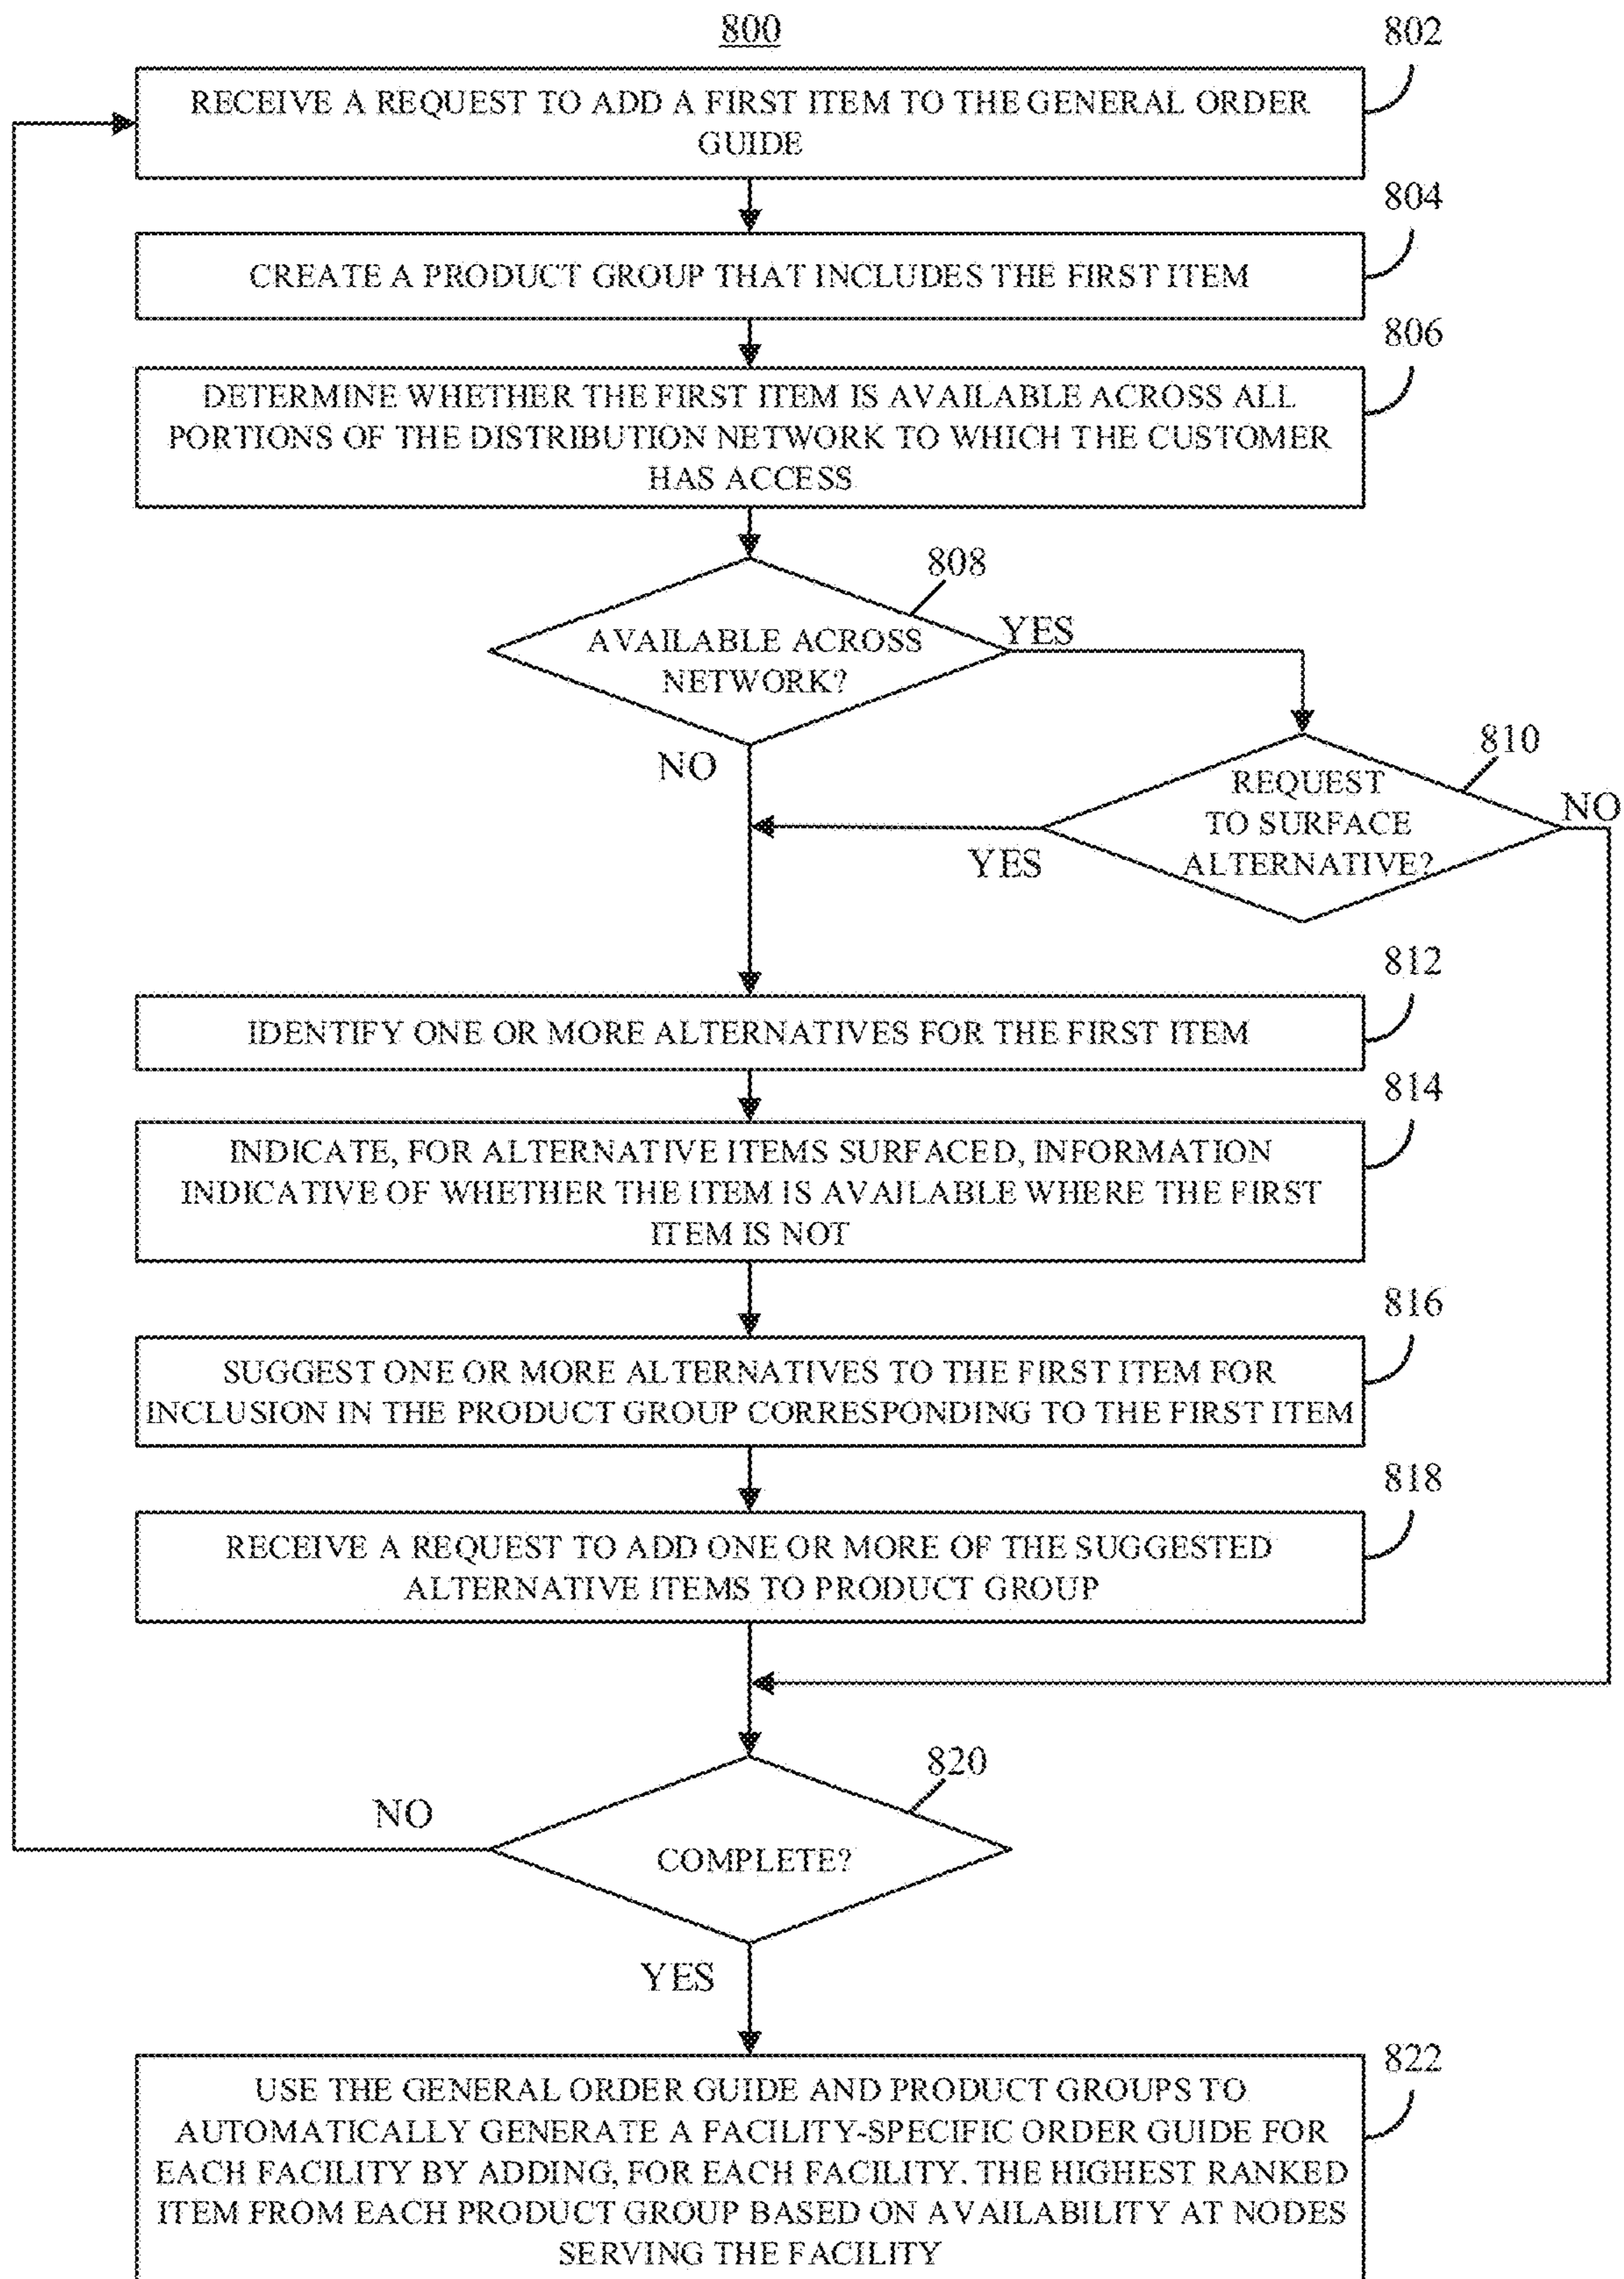 800
802
RECEIVE A REQUEST TO ADD A FIRST ITEM TO THE GENERAL ORDER
GUIDE
804
CREATE A PRODUCT GROUP THAT INCLUDES THE FIRST ITEM
806
DETERMINE WHETHER THE FIRST ITEM IS AVAILABLE ACROSS ALL
PORTIONS OF THE DISTRIBUTION NETWORK TO WHICH THE CUSTOMER
HAS ACCESS
808
AVAILABLE ACROSS
NETWORK?
YES
NO
810
REQUEST
TO SURFACE
ALTERNATIVE?
NO
YES
812
IDENTIFY ONE OR MORE ALTERNATIVES FOR THE FIRST ITEM
814
INDICATE, FOR ALTERNATIVE ITEMS SURFACED, INFORMATION
INDICATIVE OF WHETHER THE ITEM IS AVAILABLE WHERE THE FIRST
ITEM IS NOT
816
SUGGEST ONE OR MORE ALTERNATIVES TO THE FIRST ITEM FOR
INCLUSION IN THE PRODUCT GROUP CORRESPONDING TO THE FIRST ITEM
818
RECEIVE A REQUEST TO ADD ONE OR MORE OF THE SUGGESTED
ALTERNATIVE ITEMS TO PRODUCT GROUP
820
NO
COMPLETE?
YES
822
USE THE GENERAL ORDER GUIDE AND PRODUCT GROUPS TO
AUTOMATICALLY GENERATE A FACILITY-SPECIFIC ORDER GUIDE FOR
EACH FACILITY BY ADDING, FOR EACH FACILITY. THE HIGHEST RANKED
ITEM FROM EACH PRODUCT GROUP BASED ON AVAILABILITY AT NODES
SERVING THE FACILITY